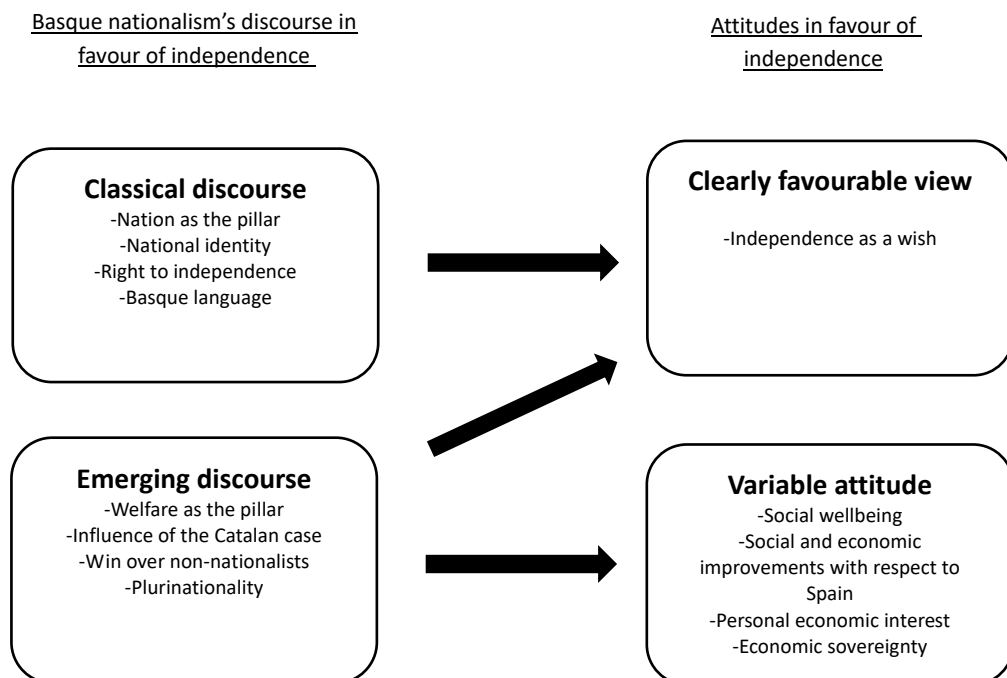 Basque nationalism’s discourse in
favour of independence
Attitudes in favour of
independence
Classical discourse
-Nation as the pillar
-National identity
-Right to independence
-Basque language
Clearly favourable view
-Independence as a wish
Emerging discourse
-Welfare as the pillar
-Influence of the Catalan case
-Win over non-nationalists
-Plurinationality
Variable attitude
-Social wellbeing
-Social and economic
improvements with respect to
Spain
-Personal economic interest
-Economic sovereignty